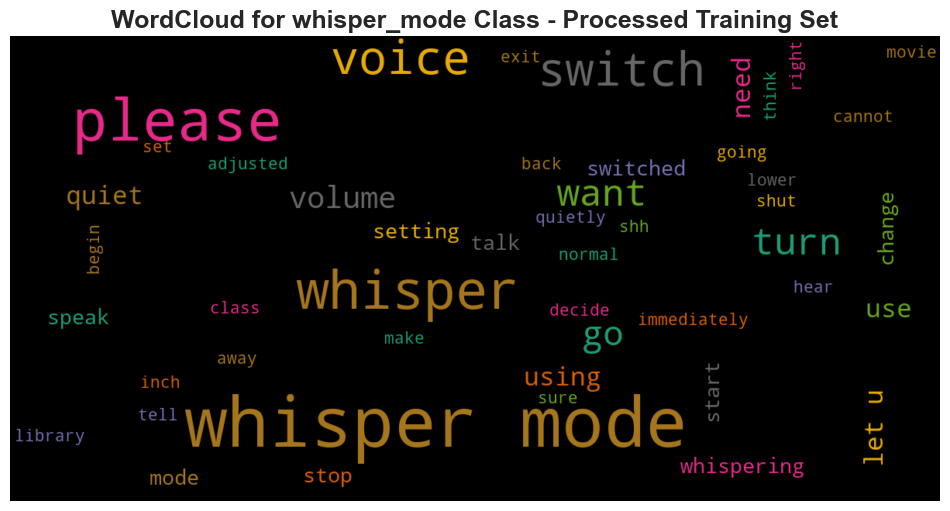 WordCloud for whisper_mode Class - Processed Training Set
voice
exit
switch
need
think
right
movie
please
set
cannot
adjusted
back
switched
going
lower
quiet
volume
want
shut
quietly
shh
change
begin
setting
talk
normal
turn
whisper
hear
speak
class
decide
immediately
use
make
go
away
inch
using
sure
start
let u
library
tell
whisper mode
mode
stop
whispering